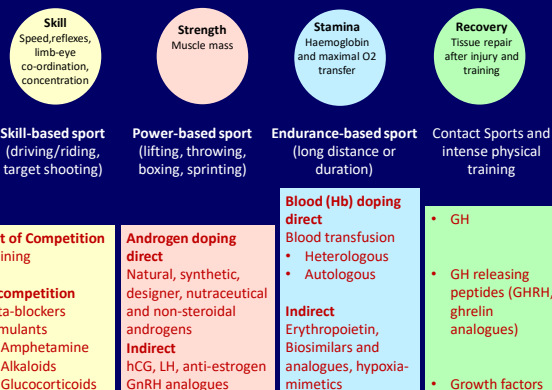 Skill
Speed,reflexes,
limb-eye
co-ordination,
concentration
Strength
Muscle mass
Stamina
Haemoglobin
and maximal O2
transfer
Recovery
Tissue repair
after injury and
training
Skill-based sport
(driving/riding,
target shooting)
Power-based sport
(lifting, throwing,
boxing, sprinting)
Endurance-based sport
(long distance or
duration)
Contact Sports and
intense physical
training
t of Competition
ining
competition
ta-blockers
mulants
Amphetamine
Alkaloids
Glucocorticoids
Androgen doping
direct
Natural, synthetic,
designer, nutraceutical
and non-steroidal
androgens
Indirect
hCG, LH, anti-estrogen
GnRH analogues
Blood (Hb) doping
direct
Blood transfusion
• Heterologous
• Autologous
Indirect
Erythropoietin,
Biosimilars and
analogues, hypoxia-
mimetics
• GH
• GH releasing
peptides (GHRH,
ghrelin
analogues)
• Growth factors